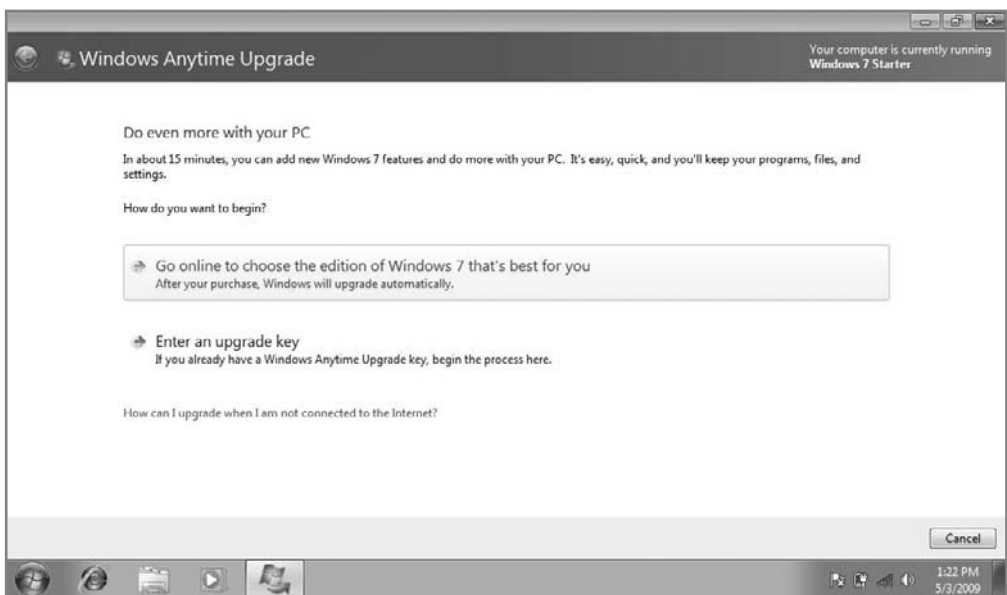 Windows Anytime Upgrade
Your computer is currently running
Windows 7 Starter
Do even more with your PC
In about 15 minutes, you can add new Windows 7 features and do more with your PC. It's easy, quick, and you'll keep your programs, files, and
settings.
How do you want to begin?
Go online to choose the edition of Windows 7 that's best for you
After your purchase, Windows will upgrade automatically.
Enter an upgrade key
If you already have a Windows Anytime Upgrade key, begin the process here.
How can I upgrade when I am not connected to the Internet?
Cancel
1:22 PM
5/3/2009